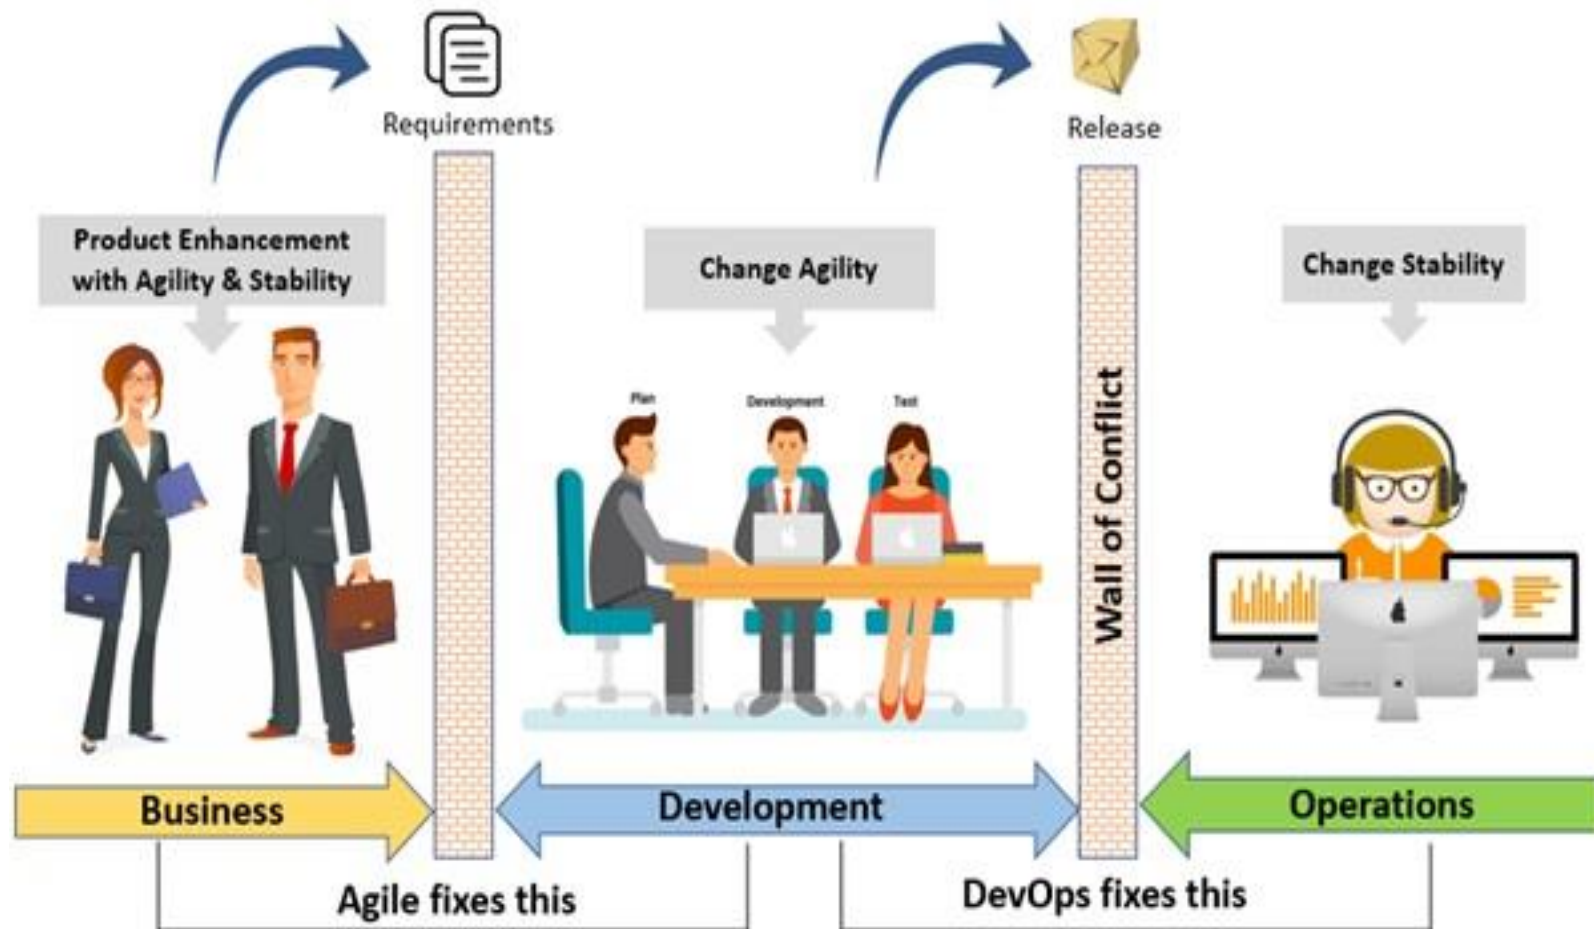 Requirements
Release
Product Enhancement
with Agility & Stability
Change Agility
Change Stability
Plan
Development
Test
Wall of Conflict
Business
Development
Operations
Agile fixes this
DevOps fixes this